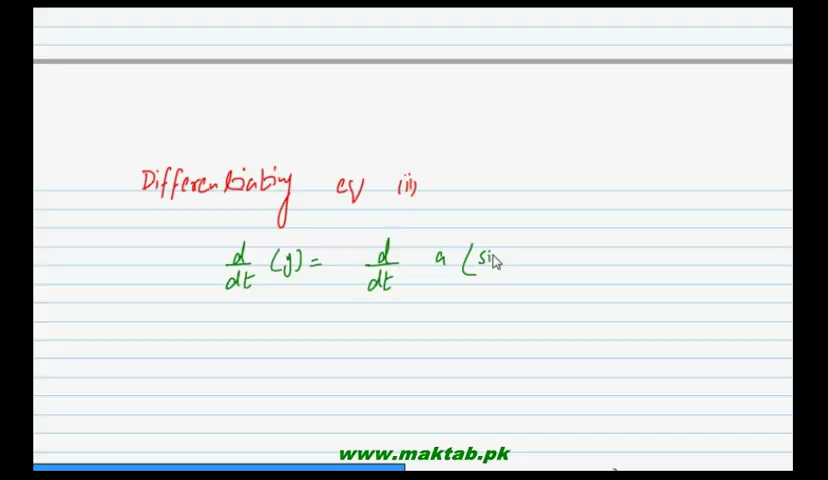 Differentiating eq (ii)
d/dt (y) = d/dt a (si
www.maktab.pk